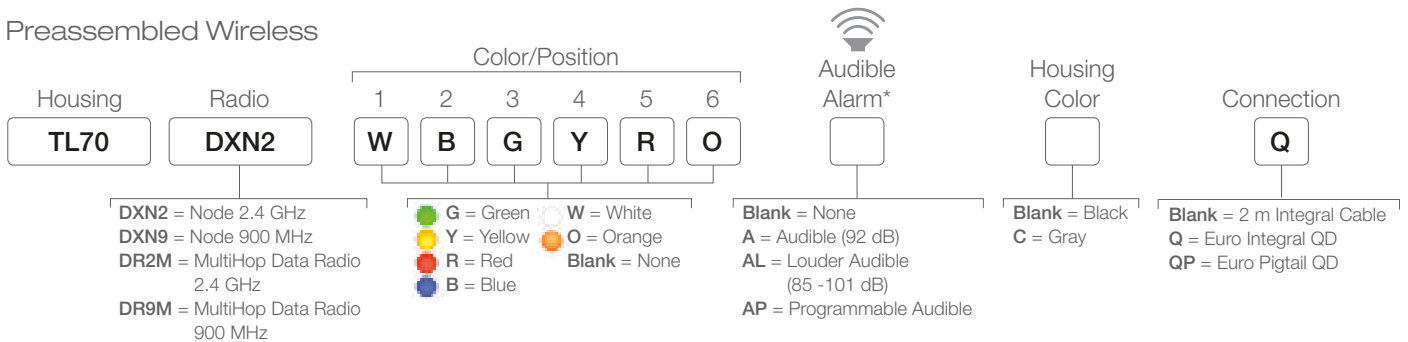 Preassembled Wireless
Color/Position
Audible
Alarm*
Housing
Color
Housing Radio 1 2 3 4 5 6 Connection
TL70 DXN2 W B G Y R O Q
DXN2 = Node 2.4 GHz
DXN9 = Node 900 MHz
DR2M = MultiHop Data Radio
2.4 GHz
DR9M = MultiHop Data Radio
900 MHz
G = Green
Y = Yellow
R = Red
B = Blue
W = White
O = Orange
Blank = None
Blank = None
A = Audible (92 dB)
AL = Louder Audible
(85 -101 dB)
AP = Programmable Audible
Blank = Black
C = Gray
Blank = 2 m Integral Cable
Q = Euro Integral QD
QP = Euro Pigtail QD